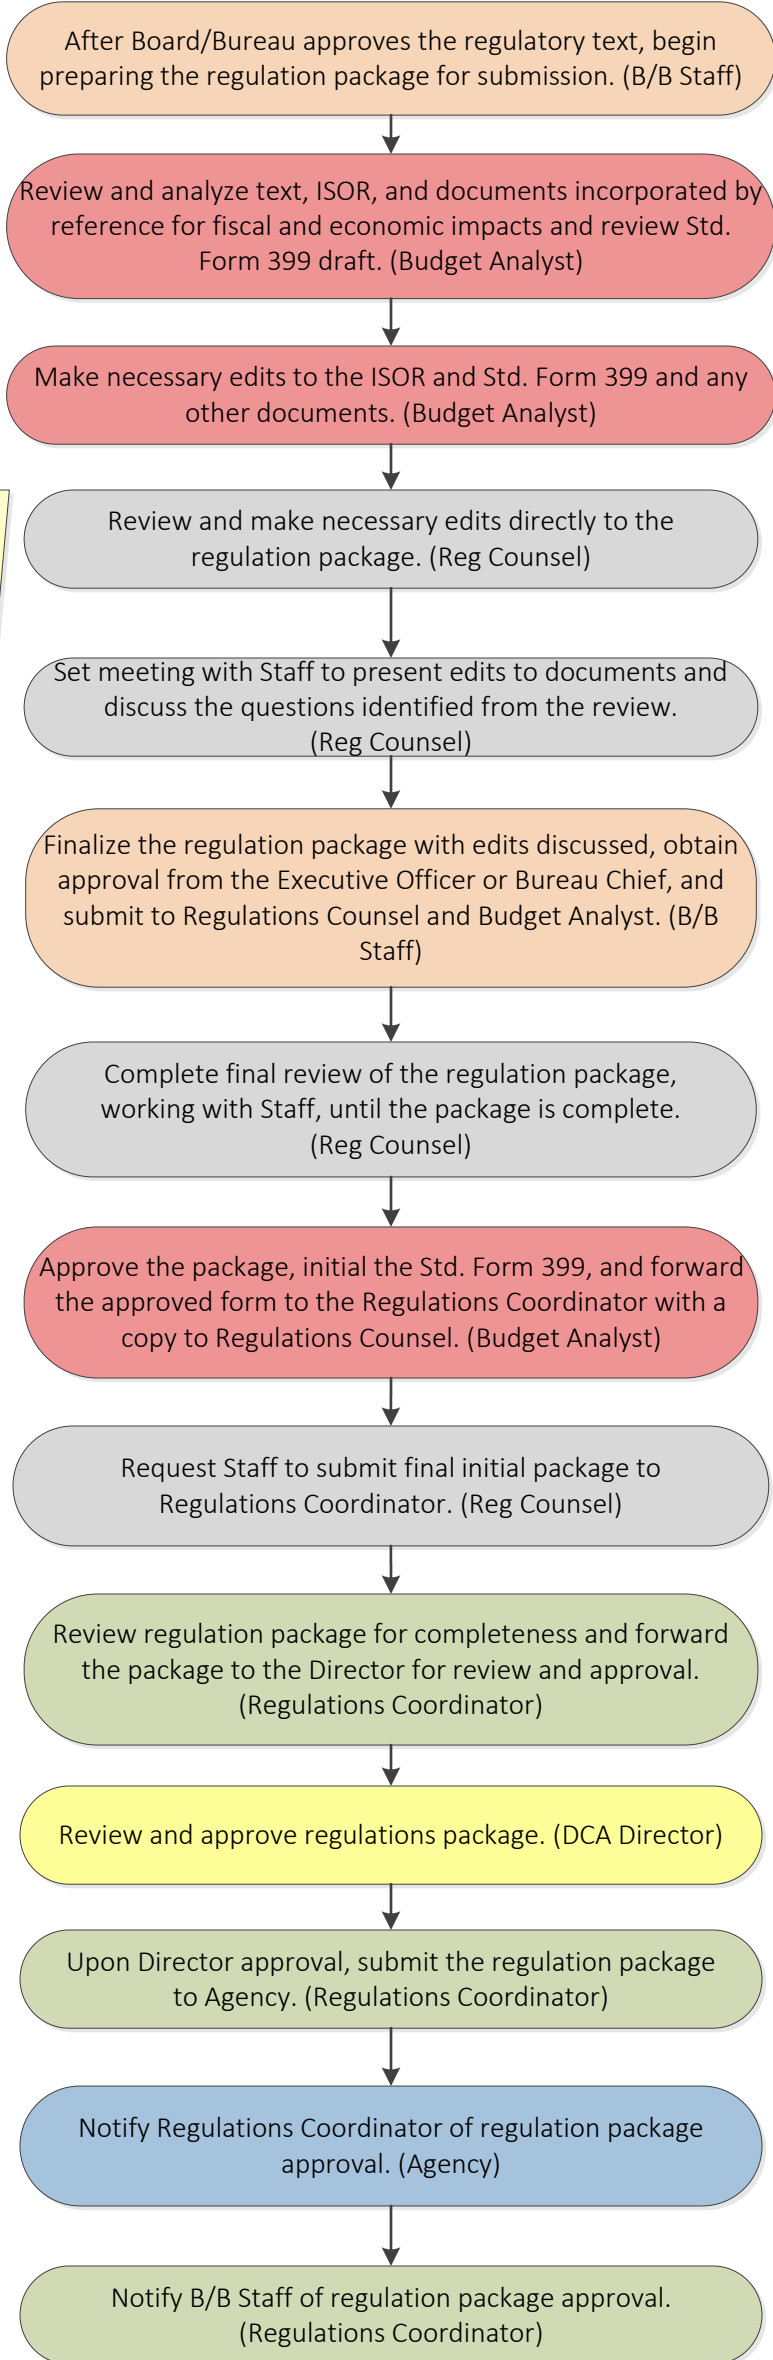 After Board/Bureau approves the regulatory text, begin
preparing the regulation package for submission. (B/B Staff)
Review and analyze text, ISOR, and documents incorporated by
reference for fiscal and economic impacts and review Std.
Form 399 draft. (Budget Analyst)
Make necessary edits to the ISOR and Std. Form 399 and any
other documents. (Budget Analyst)
Review and make necessary edits directly to the
regulation package. (Reg Counsel)
Set meeting with Staff to present edits to documents and
discuss the questions identified from the review.
(Reg Counsel)
Finalize the regulation package with edits discussed, obtain
approval from the Executive Officer or Bureau Chief, and
submit to Regulations Counsel and Budget Analyst. (B/B
Staff)
Complete final review of the regulation package,
working with Staff, until the package is complete.
(Reg Counsel)
Approve the package, initial the Std. Form 399, and forward
the approved form to the Regulations Coordinator with a
copy to Regulations Counsel. (Budget Analyst)
Request Staff to submit final initial package to
Regulations Coordinator. (Reg Counsel)
Review regulation package for completeness and forward
the package to the Director for review and approval.
(Regulations Coordinator)
Review and approve regulations package. (DCA Director)
Upon Director approval, submit the regulation package
to Agency. (Regulations Coordinator)
Notify Regulations Coordinator of regulation package
approval. (Agency)
Notify B/B Staff of regulation package approval.
(Regulations Coordinator)